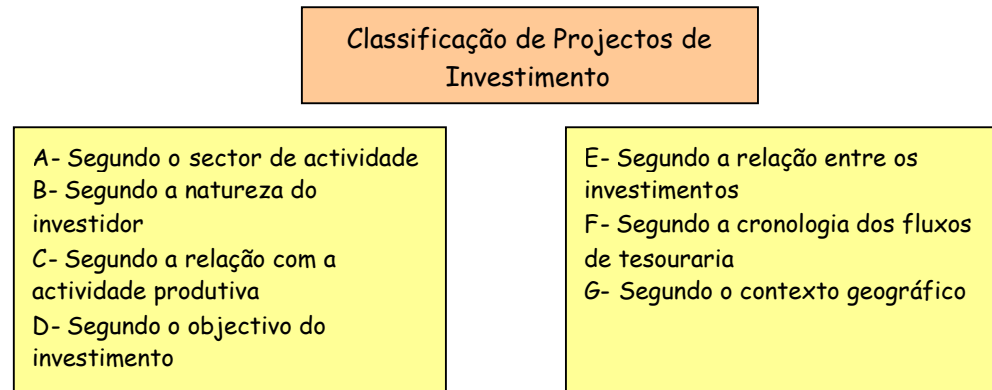 Classificação de Projectos de
Investimento
A- Segundo o sector de actividade
B- Segundo a natureza do
investidor
C- Segundo a relação com a
actividade produtiva
D- Segundo o objectivo do
investimento
E- Segundo a relação entre os
investimentos
F- Segundo a cronologia dos fluxos
de tesouraria
G- Segundo o contexto geográfico